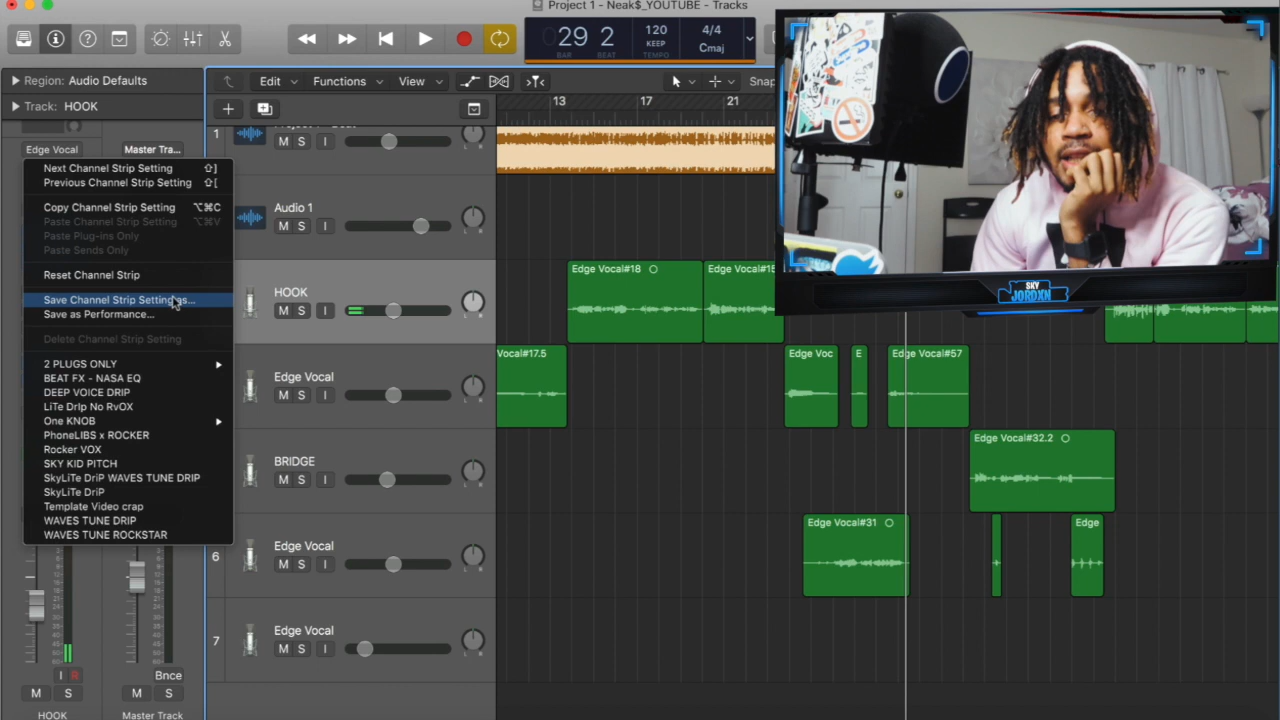 Project 1 - Neak$_YOUTUBE - Tracks
29 2
BAR BEAT
120
KEEP
TEMPO
4/4
Cmaj
Region: Audio Defaults
Edit
Functions
View
Snap
Track: HOOK
13 17 21
Edge Vocal
Master Tra...
Next Channel Strip Setting ⇧]
Previous Channel Strip Setting ⇧[
Copy Channel Strip Setting ⌥⌘C
Paste Channel Strip Setting ⌥⌘V
Paste Plug-ins Only
Paste Sends Only
Reset Channel Strip
Save Channel Strip Setting as...
Save as Performance...
Delete Channel Strip Setting
2 PLUGS ONLY
BEAT FX - NASA EQ
DEEP VOICE DRIP
LiTe DrIp No RvOX
One KNOB
PhoneLIBS x ROCKER
Rocker VOX
SKY KID PITCH
SkyLiTe DriP WAVES TUNE DRIP
SkyLiTe DriP
Template Video crap
WAVES TUNE DRIP
WAVES TUNE ROCKSTAR
I R
Bnce
M S
M S
HOOK
Master Track
1
M S I
Audio 1
M S I
HOOK
M S I
Edge Vocal
M S I
BRIDGE
M S I
6
Edge Vocal
M S I
7
Edge Vocal
M S I
Edge Vocal#18
Edge Vocal#15
Vocal#17.5
Edge Voc
E
Edge Vocal#57
Edge Vocal#32.2
Edge Vocal#31
Edge
SKY
JORDXN